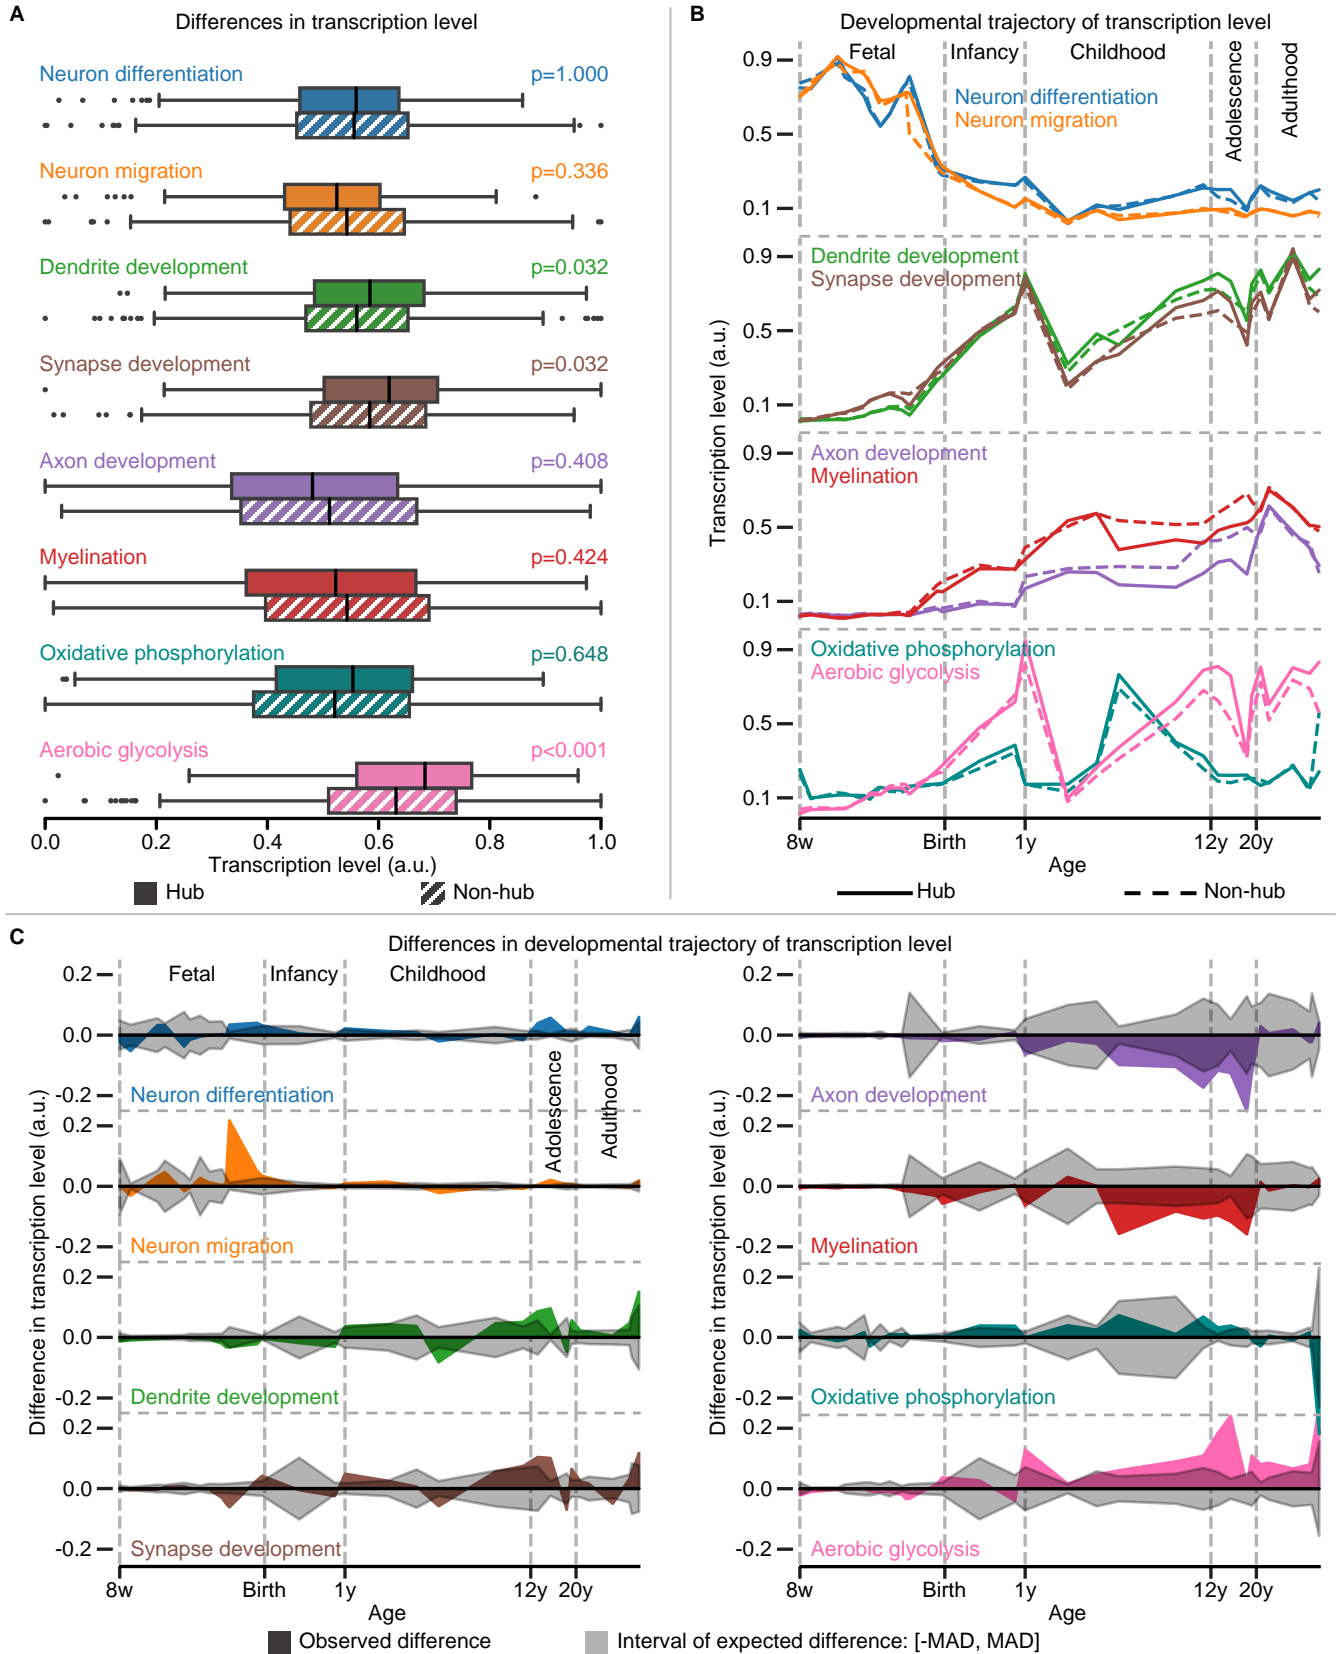 A
Differences in transcription level
Neuron differentiation p=1.000
Neuron migration p=0.336
Dendrite development p=0.032
Synapse development p=0.032
Axon development p=0.408
Myelination p=0.424
Oxidative phosphorylation p=0.648
Aerobic glycolysis p<0.001
0.0 0.2 0.4 0.6 0.8 1.0
Transcription level (a.u.)
Hub Non-hub
B
Developmental trajectory of transcription level
Fetal Infancy Childhood Adolescence Adulthood
Transcription level (a.u.)
0.9
0.5
0.1
Neuron differentiation
Neuron migration
0.9
0.5
0.1
Dendrite development
Synapse development
0.9
0.5
0.1
Axon development
Myelination
0.9
0.5
0.1
Oxidative phosphorylation
Aerobic glycolysis
8w Birth 1y 12y 20y
Age
Hub Non-hub
C
Differences in developmental trajectory of transcription level
Fetal Infancy Childhood Adolescence Adulthood
Difference in transcription level (a.u.)
0.2
0.0
-0.2
Neuron differentiation
0.2
0.0
-0.2
Neuron migration
0.2
0.0
-0.2
Dendrite development
0.2
0.0
-0.2
Synapse development
8w Birth 1y 12y 20y
Age
Difference in transcription level (a.u.)
0.2
0.0
-0.2
Axon development
0.2
0.0
-0.2
Myelination
0.2
0.0
-0.2
Oxidative phosphorylation
0.2
0.0
-0.2
Aerobic glycolysis
8w Birth 1y 12y 20y
Age
Observed difference Interval of expected difference: [-MAD, MAD]